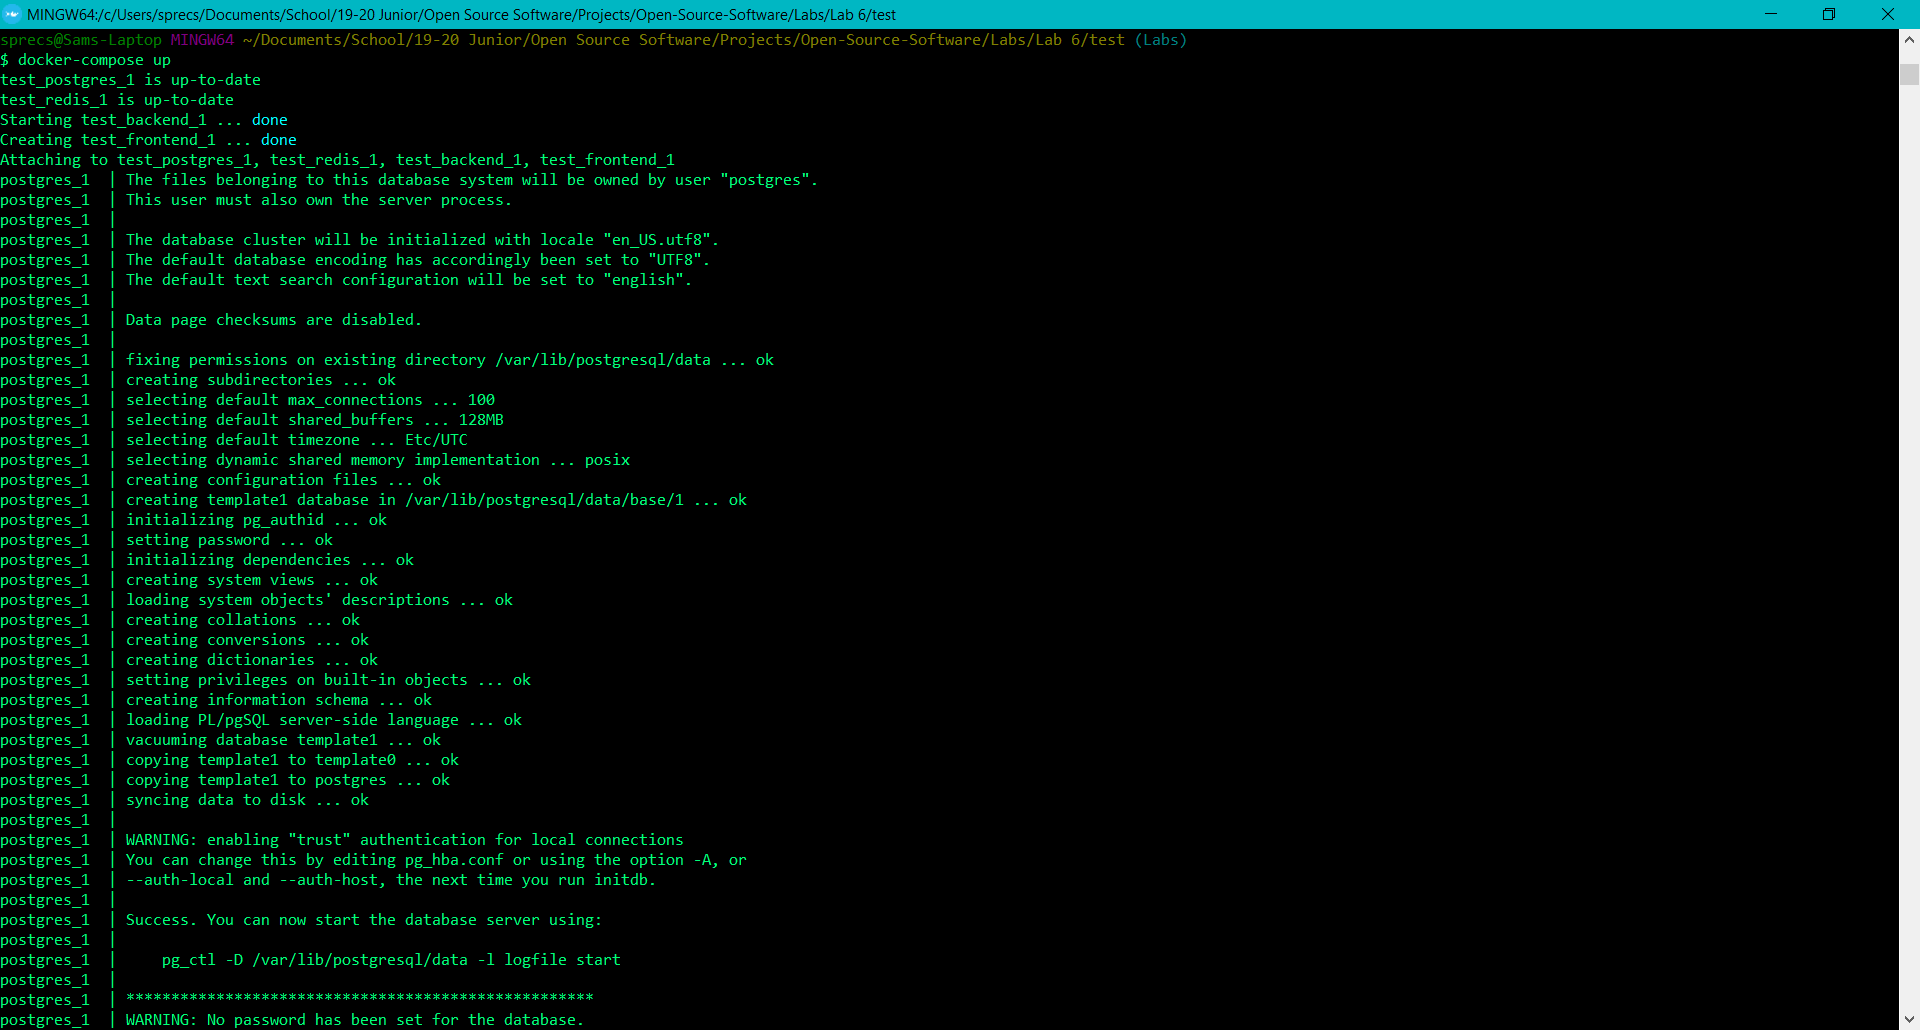 MINGW64:/c/Users/sprecs/Documents/School/19-20 Junior/Open Source Software/Projects/Open-Source-Software/Labs/Lab 6/test
sprecs@Sams-Laptop MINGW64 ~/Documents/School/19-20 Junior/Open Source Software/Projects/Open-Source-Software/Labs/Lab 6/test (Labs)
$ docker-compose up
test_postgres_1 is up-to-date
test_redis_1 is up-to-date
Starting test_backend_1 ... done
Creating test_frontend_1 ... done
Attaching to test_postgres_1, test_redis_1, test_backend_1, test_frontend_1
postgres_1  | The files belonging to this database system will be owned by user "postgres".
postgres_1  | This user must also own the server process.
postgres_1  |
postgres_1  | The database cluster will be initialized with locale "en_US.utf8".
postgres_1  | The default database encoding has accordingly been set to "UTF8".
postgres_1  | The default text search configuration will be set to "english".
postgres_1  |
postgres_1  | Data page checksums are disabled.
postgres_1  |
postgres_1  | fixing permissions on existing directory /var/lib/postgresql/data ... ok
postgres_1  | creating subdirectories ... ok
postgres_1  | selecting default max_connections ... 100
postgres_1  | selecting default shared_buffers ... 128MB
postgres_1  | selecting default timezone ... Etc/UTC
postgres_1  | selecting dynamic shared memory implementation ... posix
postgres_1  | creating configuration files ... ok
postgres_1  | creating template1 database in /var/lib/postgresql/data/base/1 ... ok
postgres_1  | initializing pg_authid ... ok
postgres_1  | setting password ... ok
postgres_1  | initializing dependencies ... ok
postgres_1  | creating system views ... ok
postgres_1  | loading system objects' descriptions ... ok
postgres_1  | creating collations ... ok
postgres_1  | creating conversions ... ok
postgres_1  | creating dictionaries ... ok
postgres_1  | setting privileges on built-in objects ... ok
postgres_1  | creating information schema ... ok
postgres_1  | loading PL/pgSQL server-side language ... ok
postgres_1  | vacuuming database template1 ... ok
postgres_1  | copying template1 to template0 ... ok
postgres_1  | copying template1 to postgres ... ok
postgres_1  | syncing data to disk ... ok
postgres_1  |
postgres_1  | WARNING: enabling "trust" authentication for local connections
postgres_1  | You can change this by editing pg_hba.conf or using the option -A, or
postgres_1  | --auth-local and --auth-host, the next time you run initdb.
postgres_1  |
postgres_1  | Success. You can now start the database server using:
postgres_1  |
postgres_1  |     pg_ctl -D /var/lib/postgresql/data -l logfile start
postgres_1  |
postgres_1  | ****************************************************
postgres_1  | WARNING: No password has been set for the database.